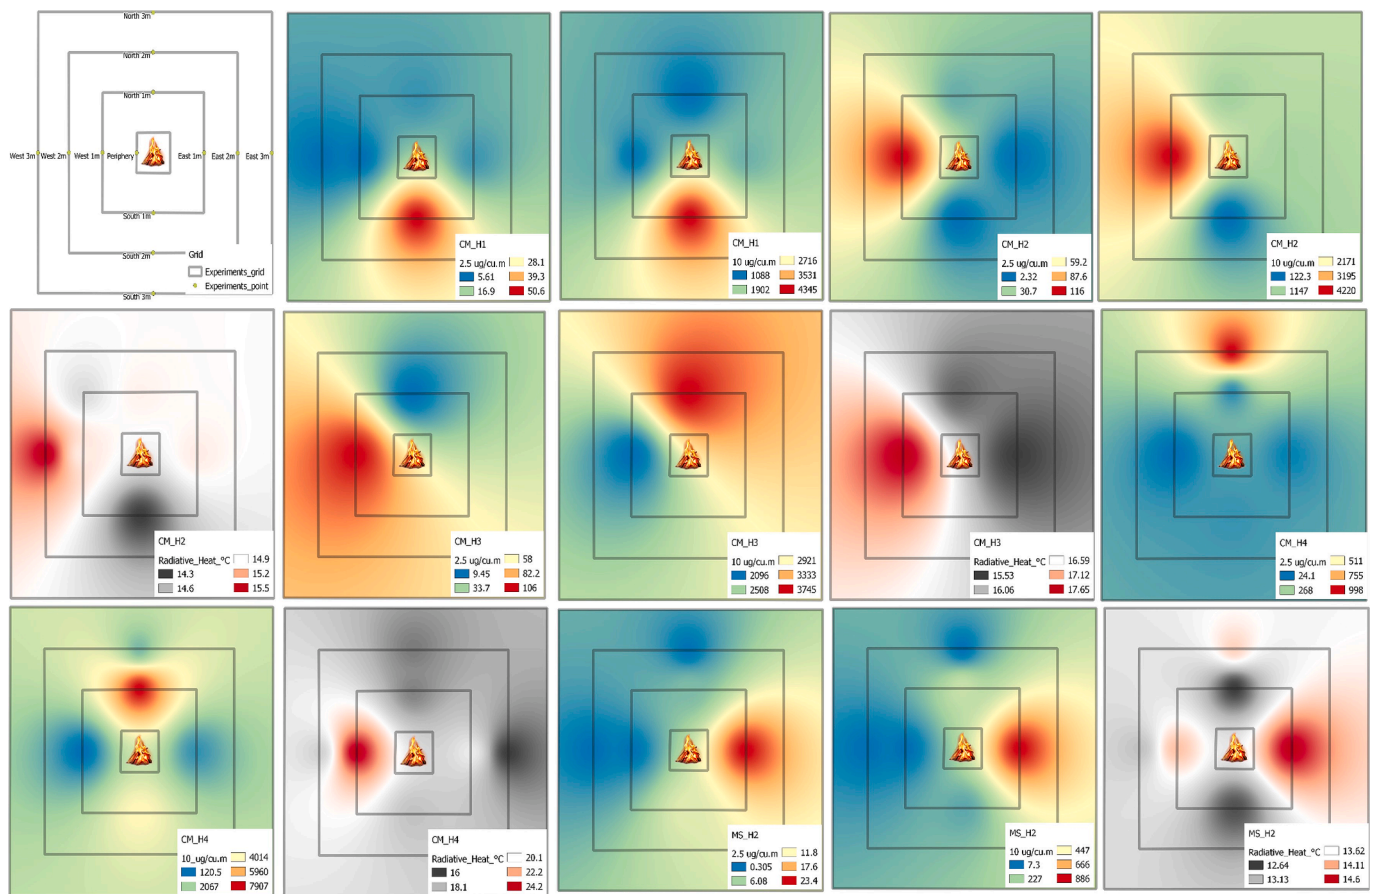 North 3m
North 2m
North 1m
West 3m West 2m West 1m Periphery East 1m East 2m East 3m
South 1m
South 2m
South 3m
Grid
Experiments_grid
Experiments_point
CM_H1
2.5 ug/cu.m 28.1
5.61 39.3
16.9 50.6
CM_H1
10 ug/cu.m 2716
1088 3531
1902 4345
CM_H2
2.5 ug/cu.m 59.2
2.32 87.6
30.7 116
CM_H2
10 ug/cu.m 2171
122.3 3195
1147 4220
CM_H2
Radiative_Heat_°C 14.9
14.3 15.2
14.6 15.5
CM_H3
2.5 ug/cu.m 58
9.45 82.2
33.7 106
CM_H3
10 ug/cu.m 2921
2096 3333
2508 3745
CM_H3
Radiative_Heat_°C 16.59
15.53 17.12
16.06 17.65
CM_H4
2.5 ug/cu.m 511
24.1 755
268 998
CM_H4
10_ug/cu.m 4014
120.5 5960
2067 7907
CM_H4
Radiative_Heat_°C 20.1
16 22.2
18.1 24.2
MS_H2
2.5 ug/cu.m 11.8
0.305 17.6
6.08 23.4
MS_H2
10 ug/cu.m 447
7.3 666
227 886
MS_H2
Radiative_Heat_°C 13.62
12.64 14.11
13.13 14.6